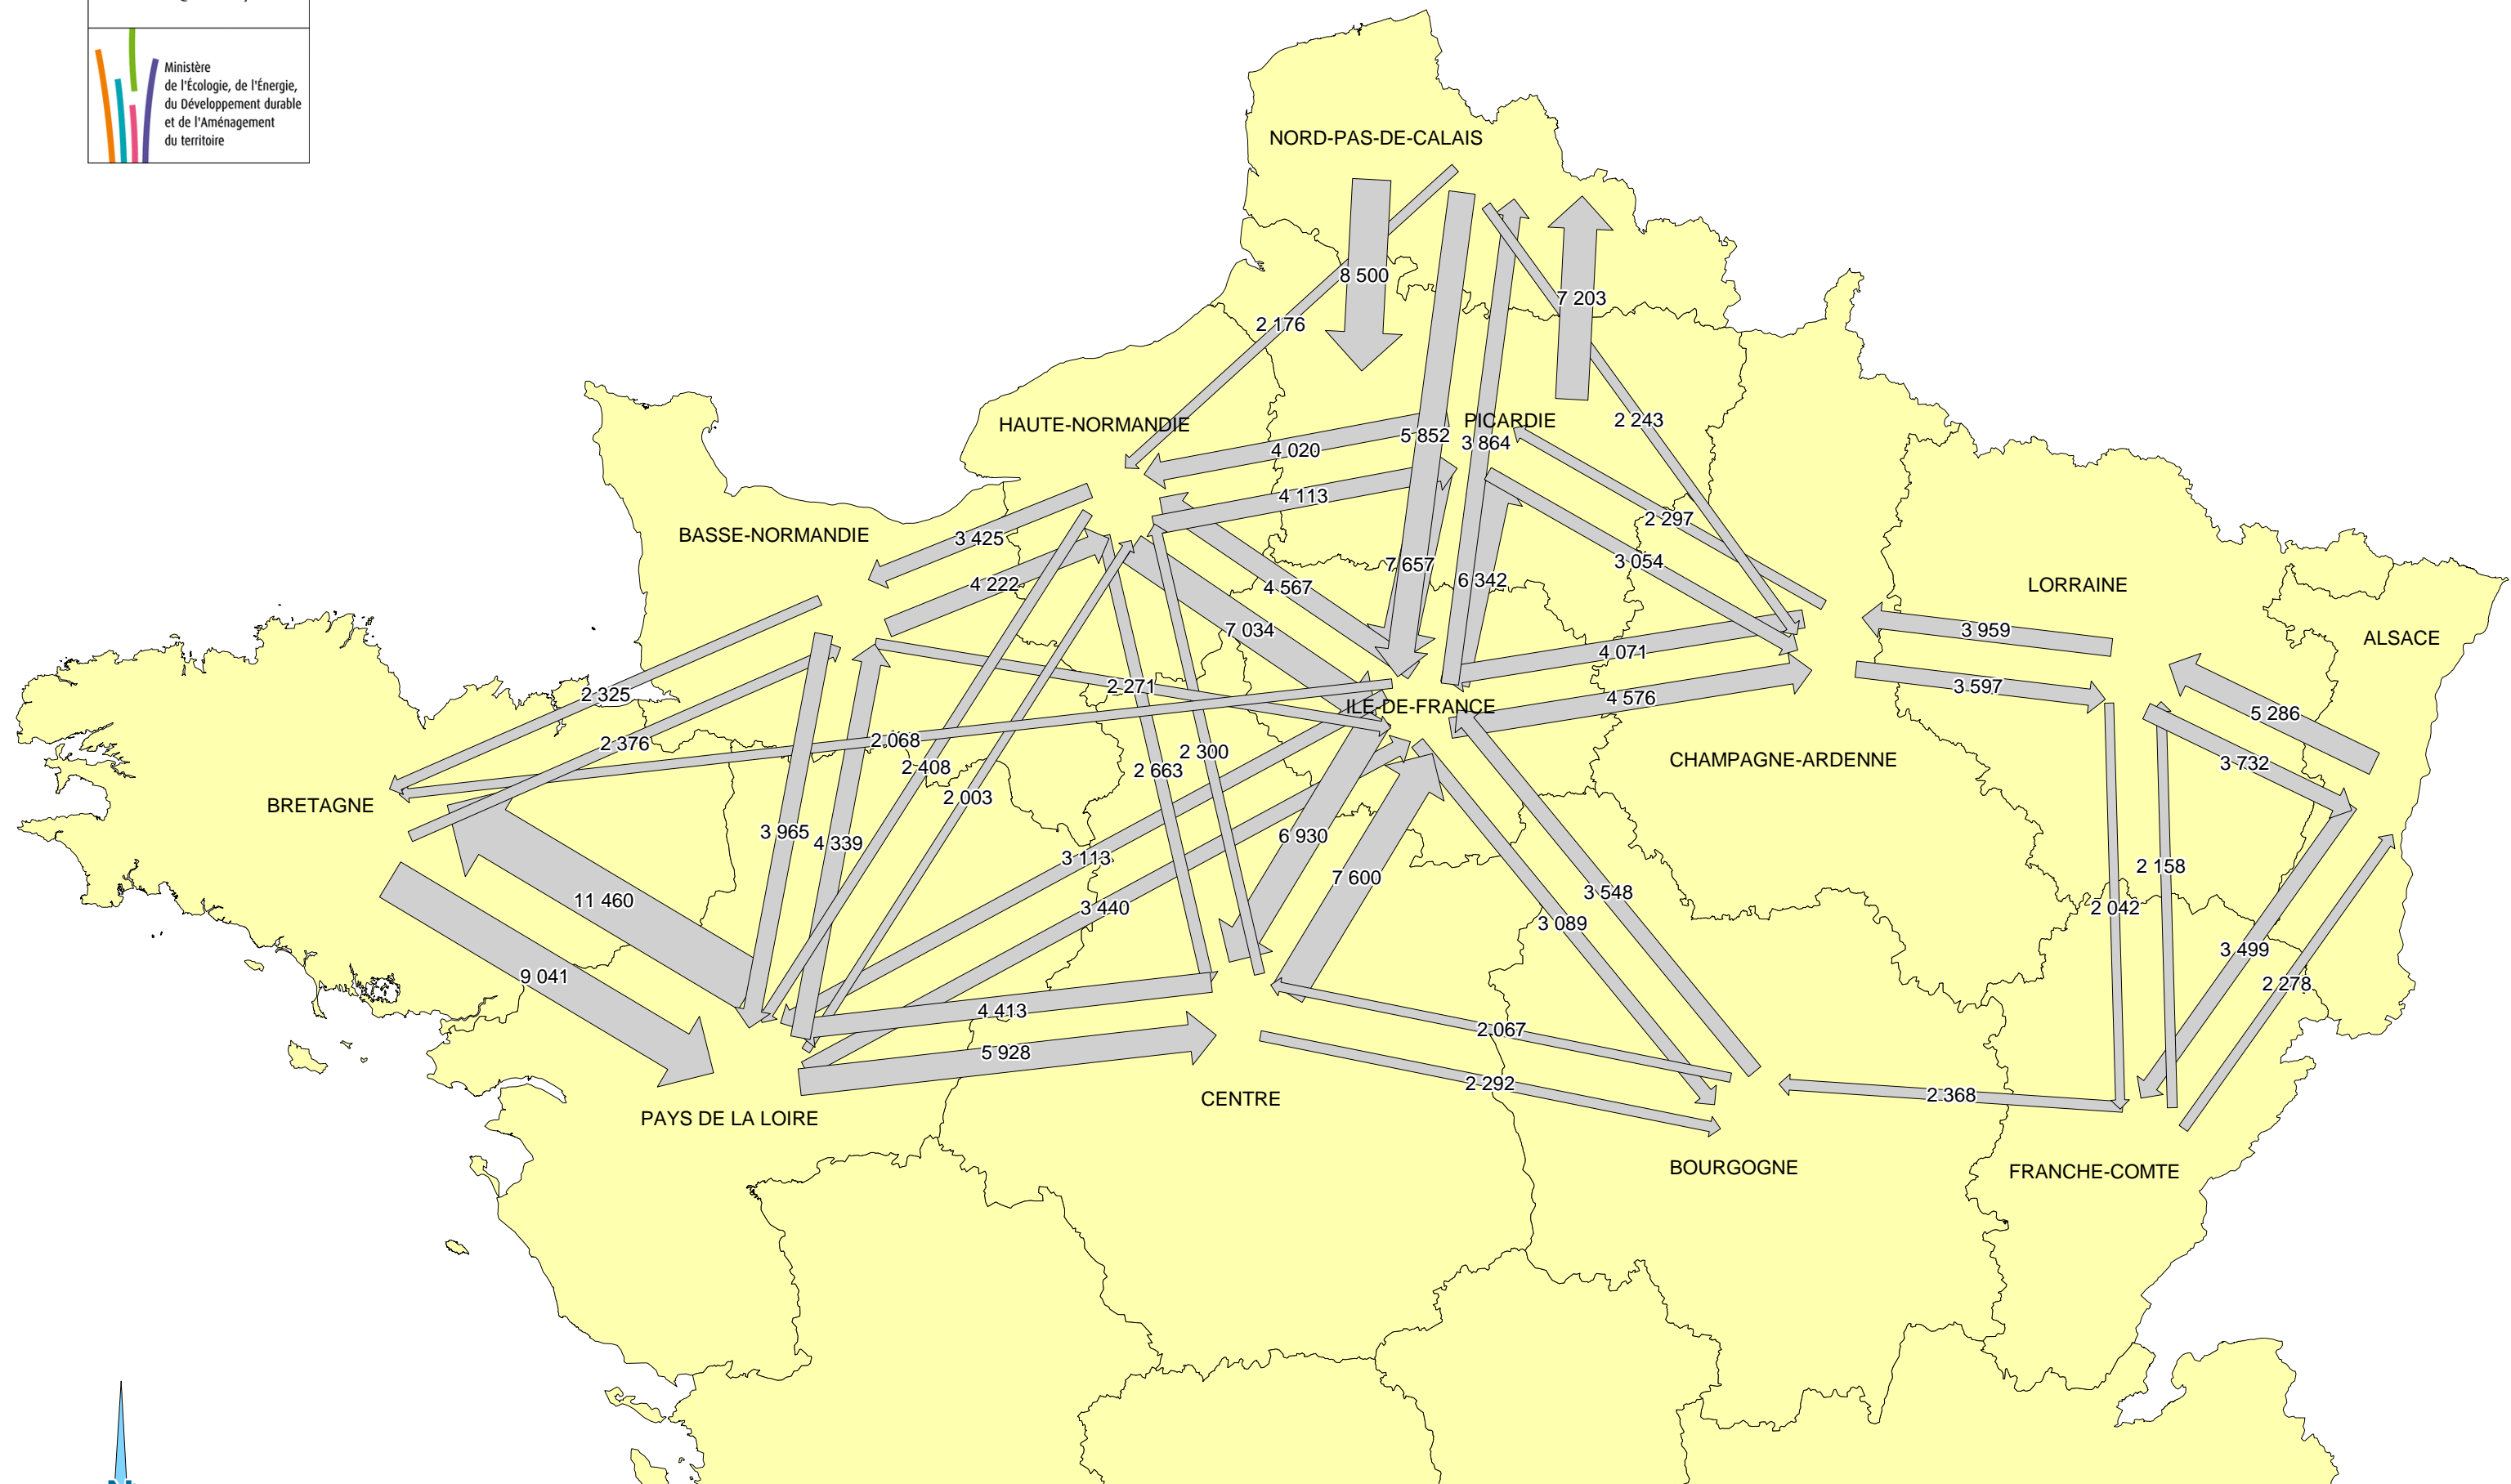 Ministère
de l'Écologie, de l'Énergie,
du Développement durable
et de l'Aménagement
du territoire
NORD-PAS-DE-CALAIS
8 500
7 203
2 176
HAUTE-NORMANDIE
PICARDIE
2 243
5 852
3 864
4 020
4 113
2 297
BASSE-NORMANDIE
3 425
3 054
7 657
6 342
4 222
4 567
LORRAINE
7 034
3 959
ALSACE
4 071
2 271
3 597
2 325
4 576
ILE-DE-FRANCE
5 286
2 376
2 068
2 300
CHAMPAGNE-ARDENNE
3 732
2 408
2 663
2 003
BRETAGNE
3 965
4 339
6 930
3 113
2 158
7 600
3 548
11 460
3 440
2 042
3 089
3 499
9 041
2 278
4 413
2 067
5 928
2 292
2 368
CENTRE
PAYS DE LA LOIRE
BOURGOGNE
FRANCHE-COMTE